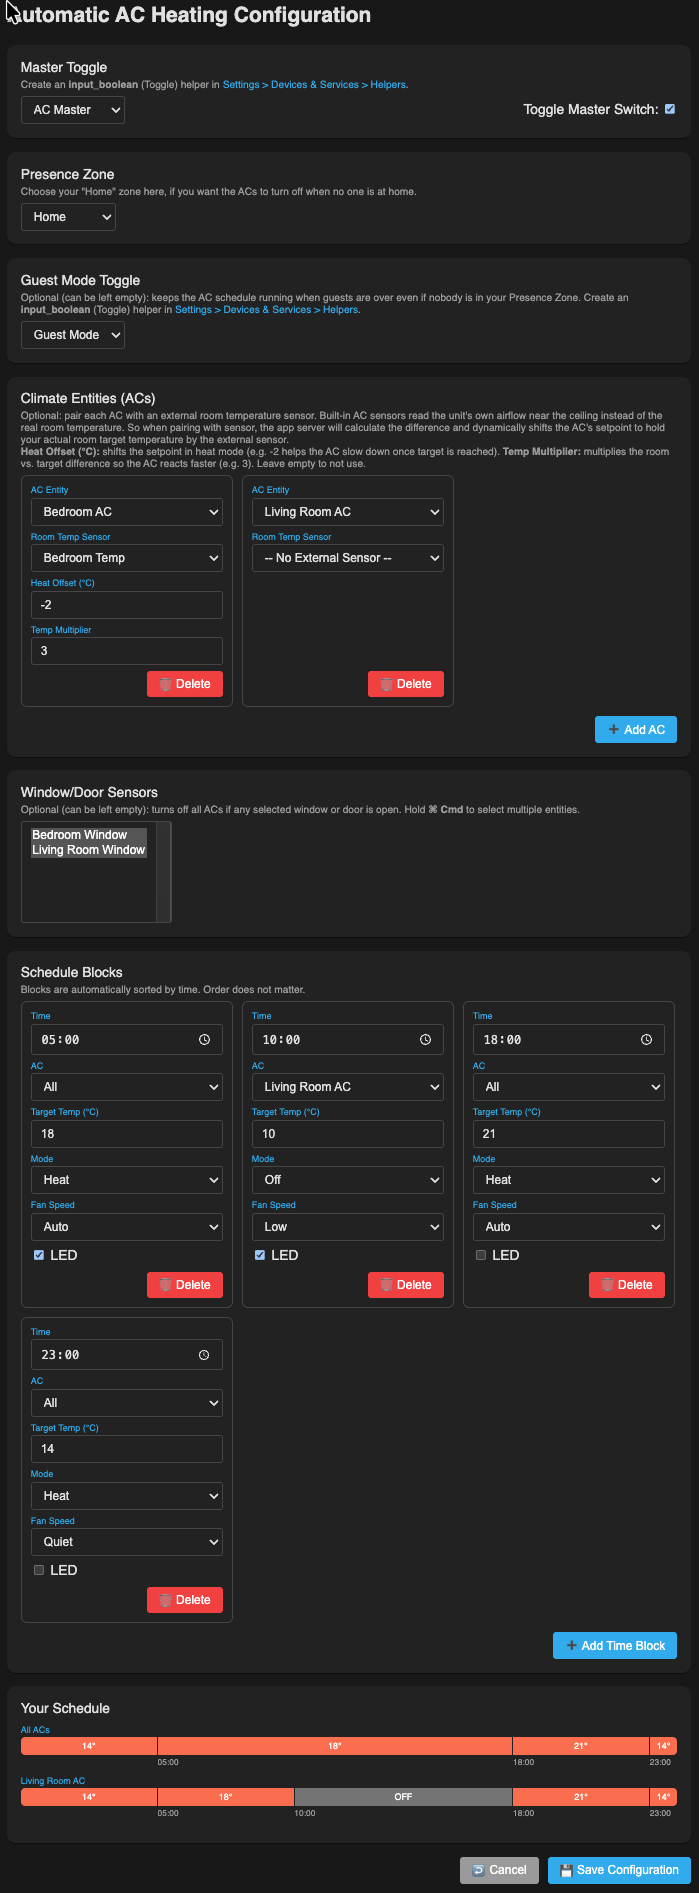 Automatic AC Heating Configuration
Master Toggle
Create an input_boolean (Toggle) helper in Settings > Devices & Services > Helpers.
AC Master
Toggle Master Switch:
Presence Zone
Choose your "Home" zone here, if you want the ACs to turn off when no one is at home.
Home
Guest Mode Toggle
Optional (can be left empty): keeps the AC schedule running when guests are over even if nobody is in your Presence Zone. Create an
input_boolean (Toggle) helper in Settings > Devices & Services > Helpers.
Guest Mode
Climate Entities (ACs)
Optional: pair each AC with an external room temperature sensor. Built-in AC sensors read the unit's own airflow near the ceiling instead of the
real room temperature. So when pairing with sensor, the app server will calculate the difference and dynamically shifts the AC's setpoint to hold
your actual room target temperature by the external sensor.
Heat Offset (°C): shifts the setpoint in heat mode (e.g. -2 helps the AC slow down once target is reached). Temp Multiplier: multiplies the room
vs. target difference so the AC reacts faster (e.g. 3). Leave empty to not use.
AC Entity
Bedroom AC
Room Temp Sensor
Bedroom Temp
Heat Offset (°C)
-2
Temp Multiplier
3
Delete
AC Entity
Living Room AC
Room Temp Sensor
-- No External Sensor --
Delete
+ Add AC
Window/Door Sensors
Optional (can be left empty): turns off all ACs if any selected window or door is open. Hold ⌘ Cmd to select multiple entities.
Bedroom Window
Living Room Window
Schedule Blocks
Blocks are automatically sorted by time. Order does not matter.
Time
05:00
AC
All
Target Temp (°C)
18
Mode
Heat
Fan Speed
Auto
LED
Delete
Time
10:00
AC
Living Room AC
Target Temp (°C)
10
Mode
Off
Fan Speed
Low
LED
Delete
Time
18:00
AC
All
Target Temp (°C)
21
Mode
Heat
Fan Speed
Auto
LED
Delete
Time
23:00
AC
All
Target Temp (°C)
14
Mode
Heat
Fan Speed
Quiet
LED
Delete
+ Add Time Block
Your Schedule
All ACs
14° 18° 21° 14°
05:00 18:00 23:00
Living Room AC
14° 18° OFF 21° 14°
05:00 10:00 18:00 23:00
Cancel
Save Configuration